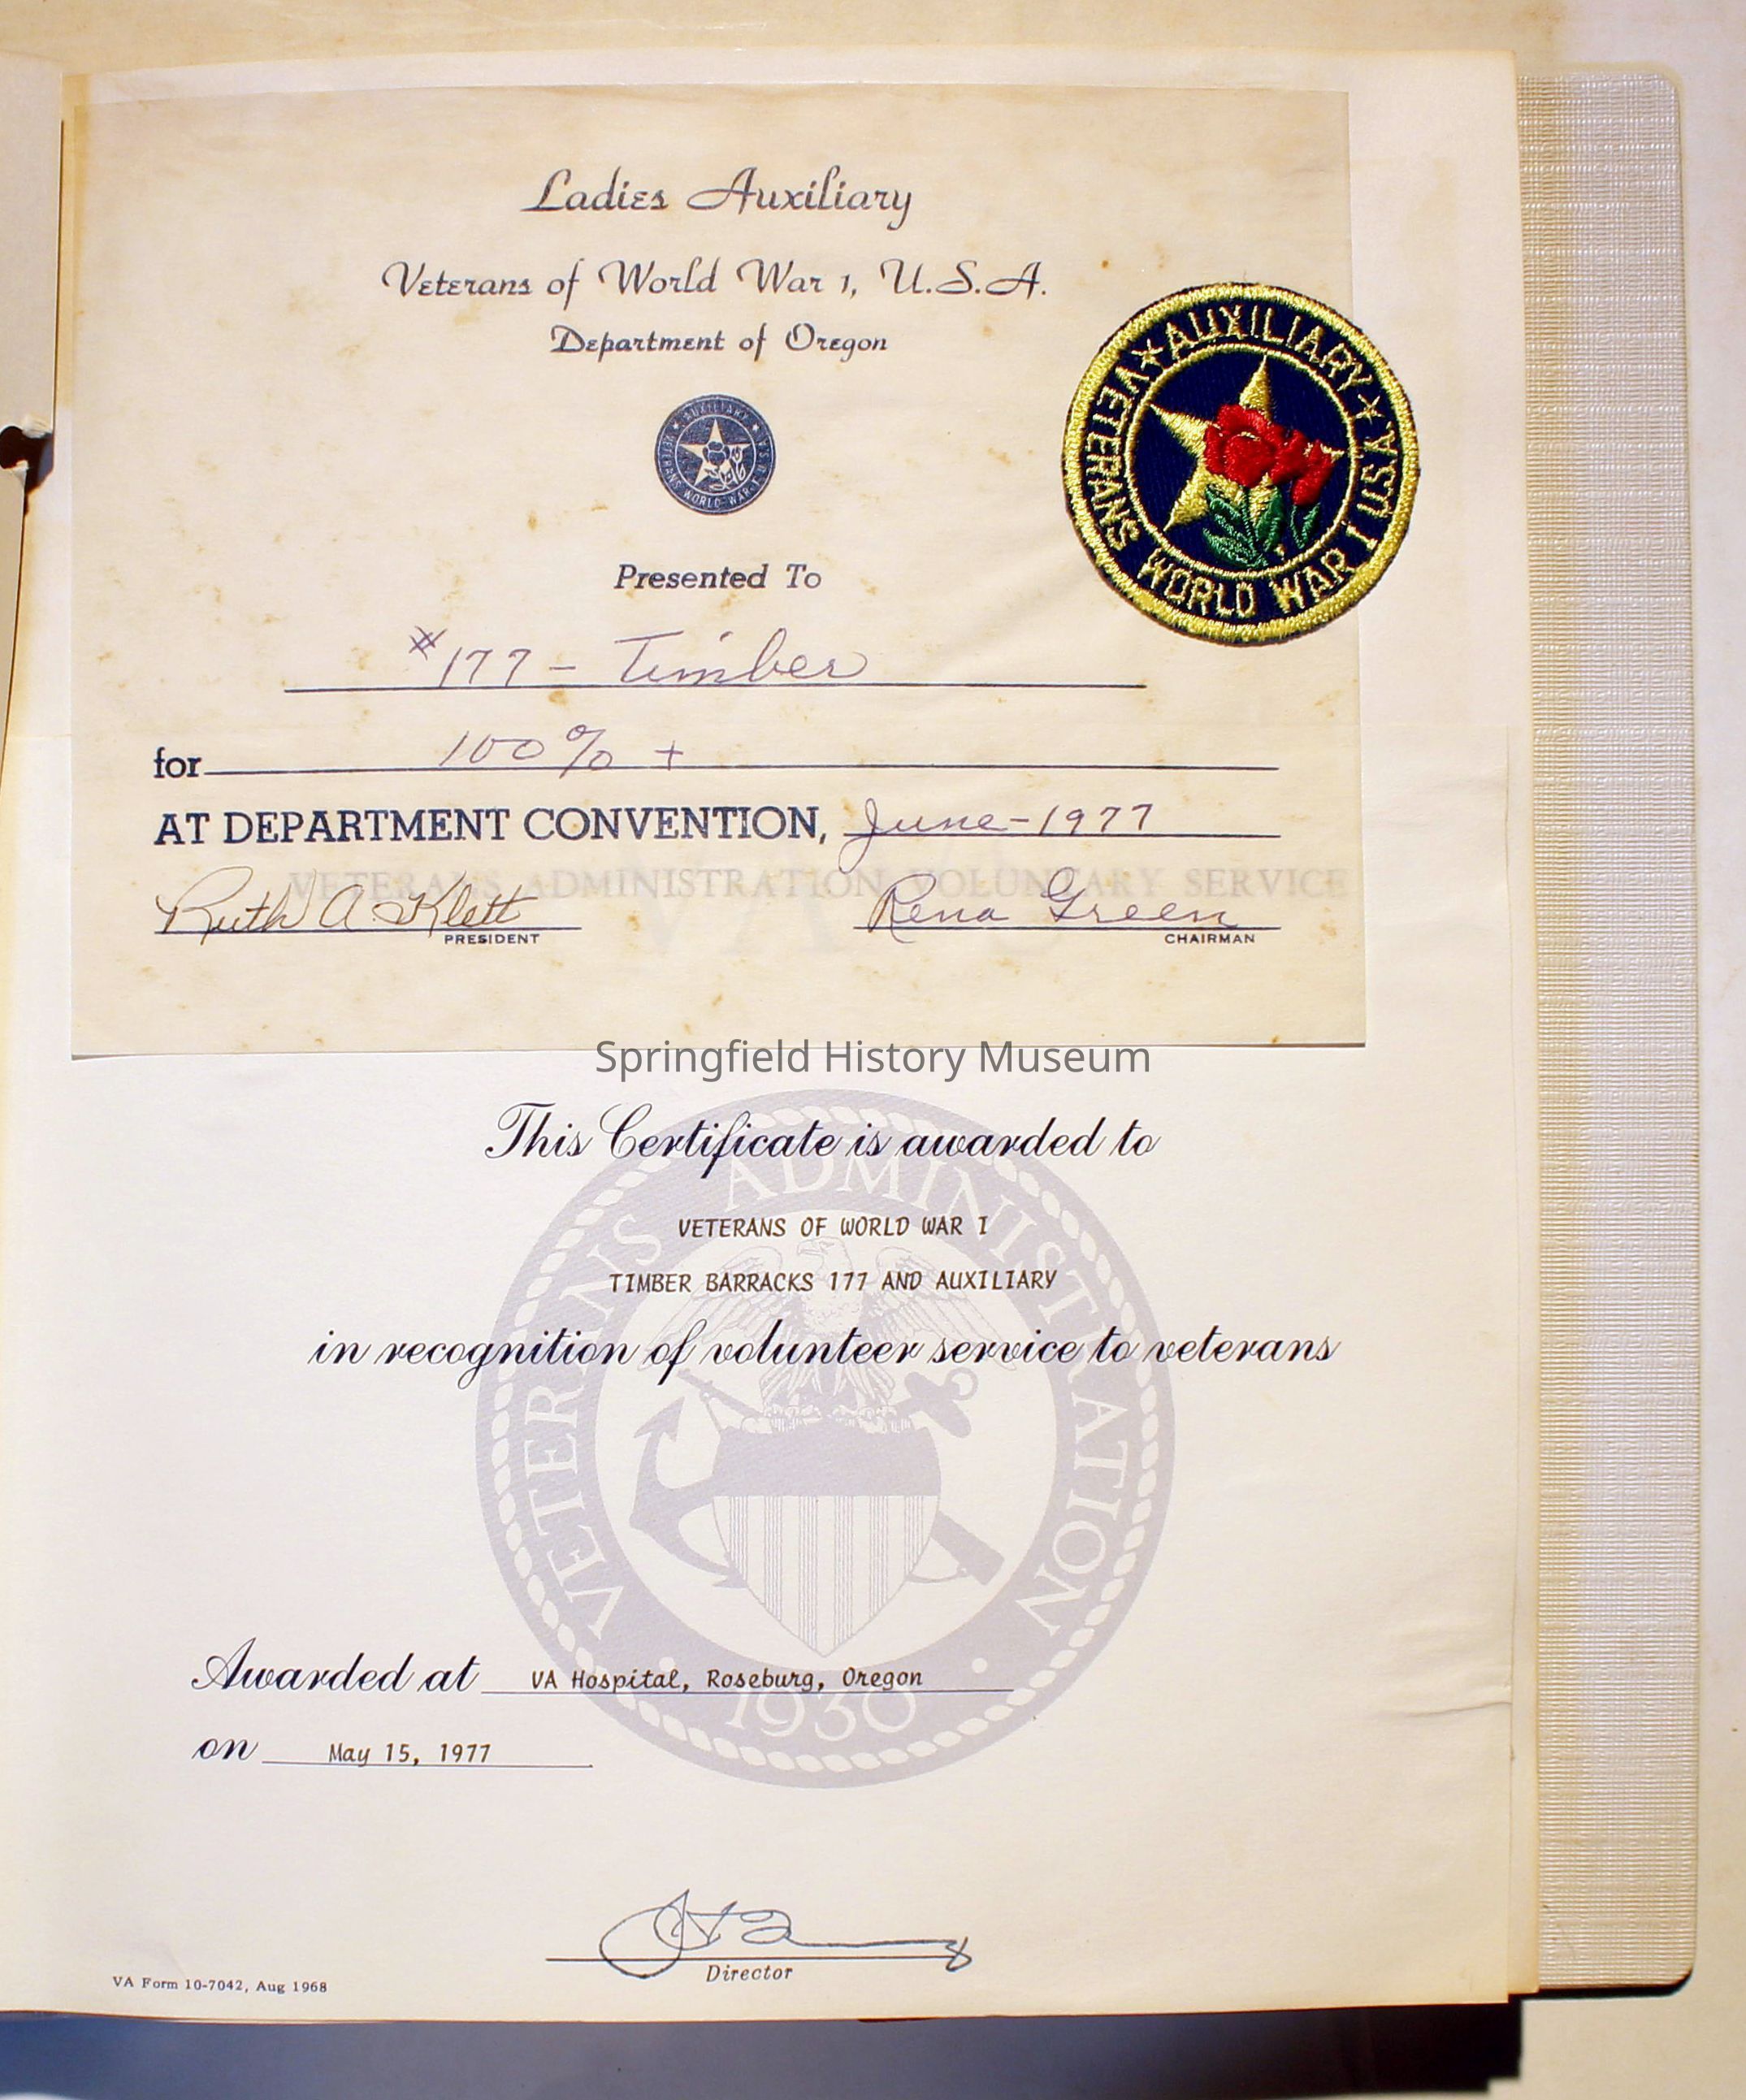 Ladies Auxiliary
Veterans of World War 1, U.S.A.
Department of Oregon
★ AUXILIARY ★
VETERANS WORLD WAR I U.S.A.
★ AUXILIARY ★
VETERANS WORLD WAR I USA
Presented To
#177 - Timber
for 100% +
AT DEPARTMENT CONVENTION, June-1977
VETERANS ADMINISTRATION VOLUNTARY SERVICE
Ruth A. Klett Rena Green
PRESIDENT CHAIRMAN
Springfield History Museum
This Certificate is awarded to
VETERANS OF WORLD WAR I
TIMBER BARRACKS 177 AND AUXILIARY
in recognition of volunteer service to veterans
VETERANS ADMINISTRATION
1930
Awarded at VA Hospital, Roseburg, Oregon
on May 15, 1977
Director
VA Form 10-7042, Aug 1968